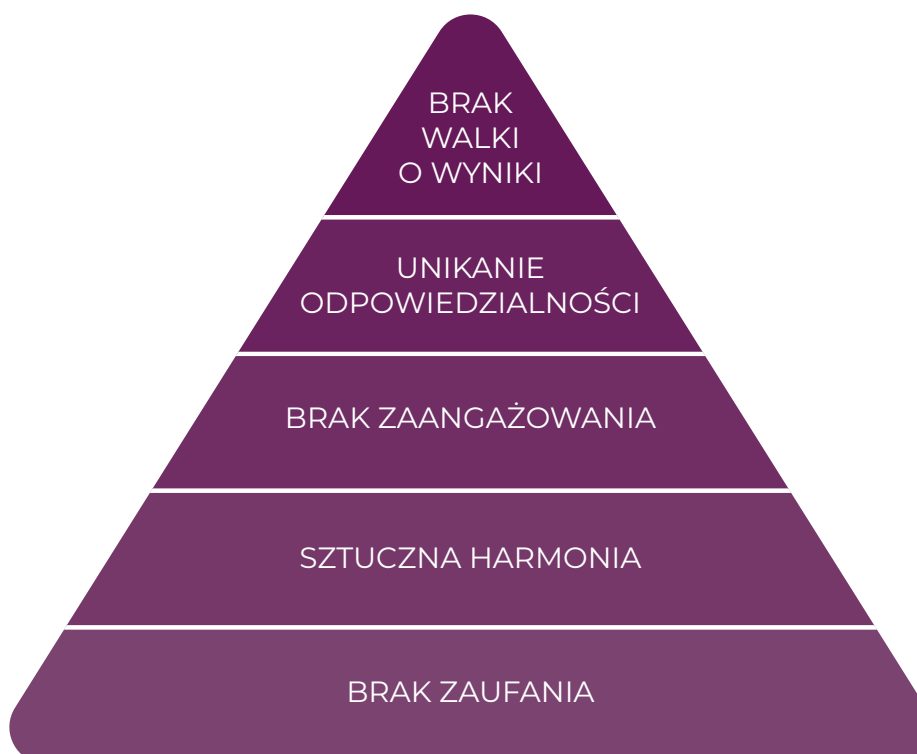 BRAK
WALKI
O WYNIKI
UNIKANIE
ODPOWIEDZIALNOŚCI
BRAK ZAANGAŻOWANIA
SZTUCZNA HARMONIA
BRAK ZAUFANIA